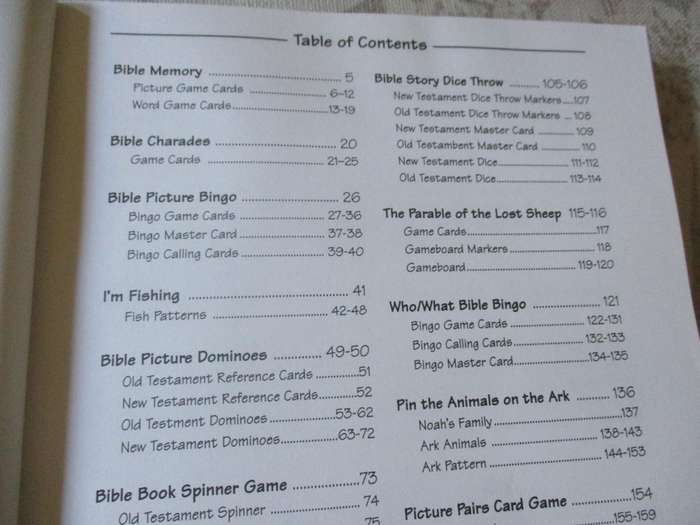 Table of Contents
Bible Memory ........ 5
Picture Game Cards ........ 6-12
Word Game Cards ........ 13-19
Bible Charades ........ 20
Game Cards ........ 21-25
Bible Picture Bingo ........ 26
Bingo Game Cards ........ 27-36
Bingo Master Card ........ 37-38
Bingo Calling Cards ........ 39-40
I'm Fishing ........ 41
Fish Patterns ........ 42-48
Bible Picture Dominoes ........ 49-50
Old Testament Reference Cards ........ 51
New Testament Reference Cards ........ 52
Old Testment Dominoes ........ 53-62
New Testament Dominoes ........ 63-72
Bible Book Spinner Game ........ 73
Old Testament Spinner ........ 74
75
Bible Story Dice Throw ........ 105-106
New Testament Dice Throw Markers ........ 107
Old Testament Dice Throw Markers ........ 108
New Testament Master Card ........ 109
Old Testambent Master Card ........ 110
New Testament Dice ........ 111-112
Old Testament Dice ........ 113-114
The Parable of the Lost Sheep 115-116
Game Cards ........ 117
Gameboard Markers ........ 118
Gameboard ........ 119-120
Who/What Bible Bingo ........ 121
Bingo Game Cards ........ 122-131
Bingo Calling Cards ........ 132-133
Bingo Master Card ........ 134-135
Pin the Animals on the Ark ........ 136
Noah's Family ........ 137
Ark Animals ........ 138-143
Ark Pattern ........ 144-153
Picture Pairs Card Game ........ 154
155-159